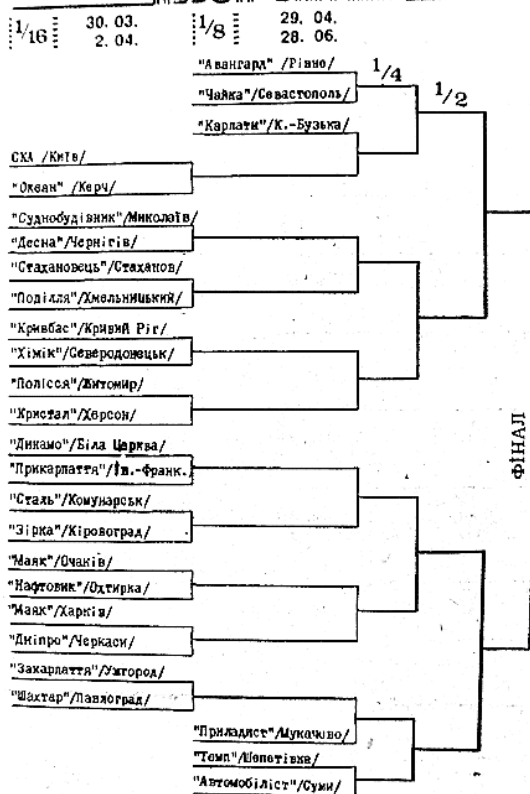 1/16
30. 03.
2. 04.
1/8
29. 04.
28. 06.
"Авангард" /Рівно/
1/4
"Чайка"/Севастополь/
1/2
"Карпати"/К.-Бузька/
СКА /Київ/
"Океан" /Керч/
"Суднобудівник"/Миколаїв/
"Десна"/Чернігів/
"Стахановець"/Стаханов/
"Поділля"/Хмельницький/
"Кривбас"/Кривий Ріг/
"Хімік"/Северодонецьк/
"Полісся"/Житомир/
"Кристал"/Херсон/
"Динамо"/Біла Церква/
"Прикарпаття"/Ів.-Франк.
ФІНАЛ
"Сталь"/Комунарськ/
"Зірка"/Кіровоград/
"Маяк"/Очаків/
"Нафтовик"/Охтирка/
"Маяк"/Харків/
"Дніпро"/Черкаси/
"Закарпаття"/Ужгород/
"Шахтар"/Павлоград/
"Приладист"/Мукачово/
"Темп"/Шепетівка/
"Автомобіліст"/Суми/